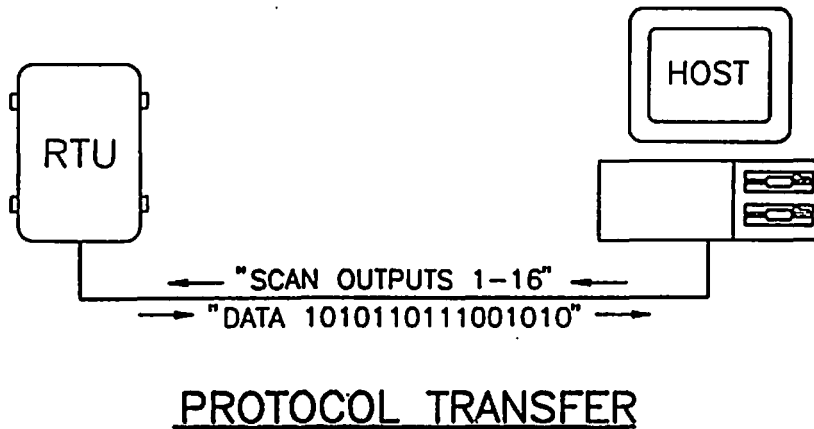 HOST
RTU
"SCAN OUTPUTS 1-16"
"DATA 1010110111001010"
PROTOCOL TRANSFER